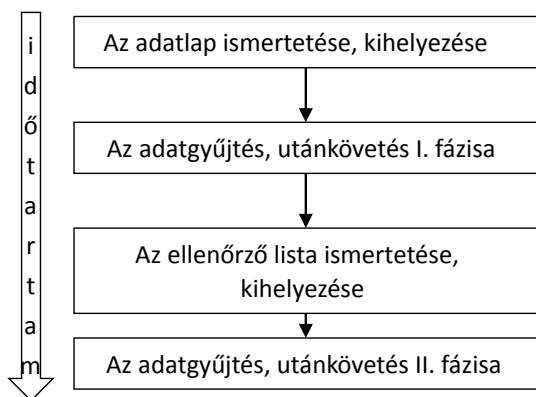 időtartam
Az adatlap ismertetése, kihelyezése
Az adatgyűjtés, utánkövetés I. fázisa
Az ellenőrző lista ismertetése,
kihelyezése
Az adatgyűjtés, utánkövetés II. fázisa